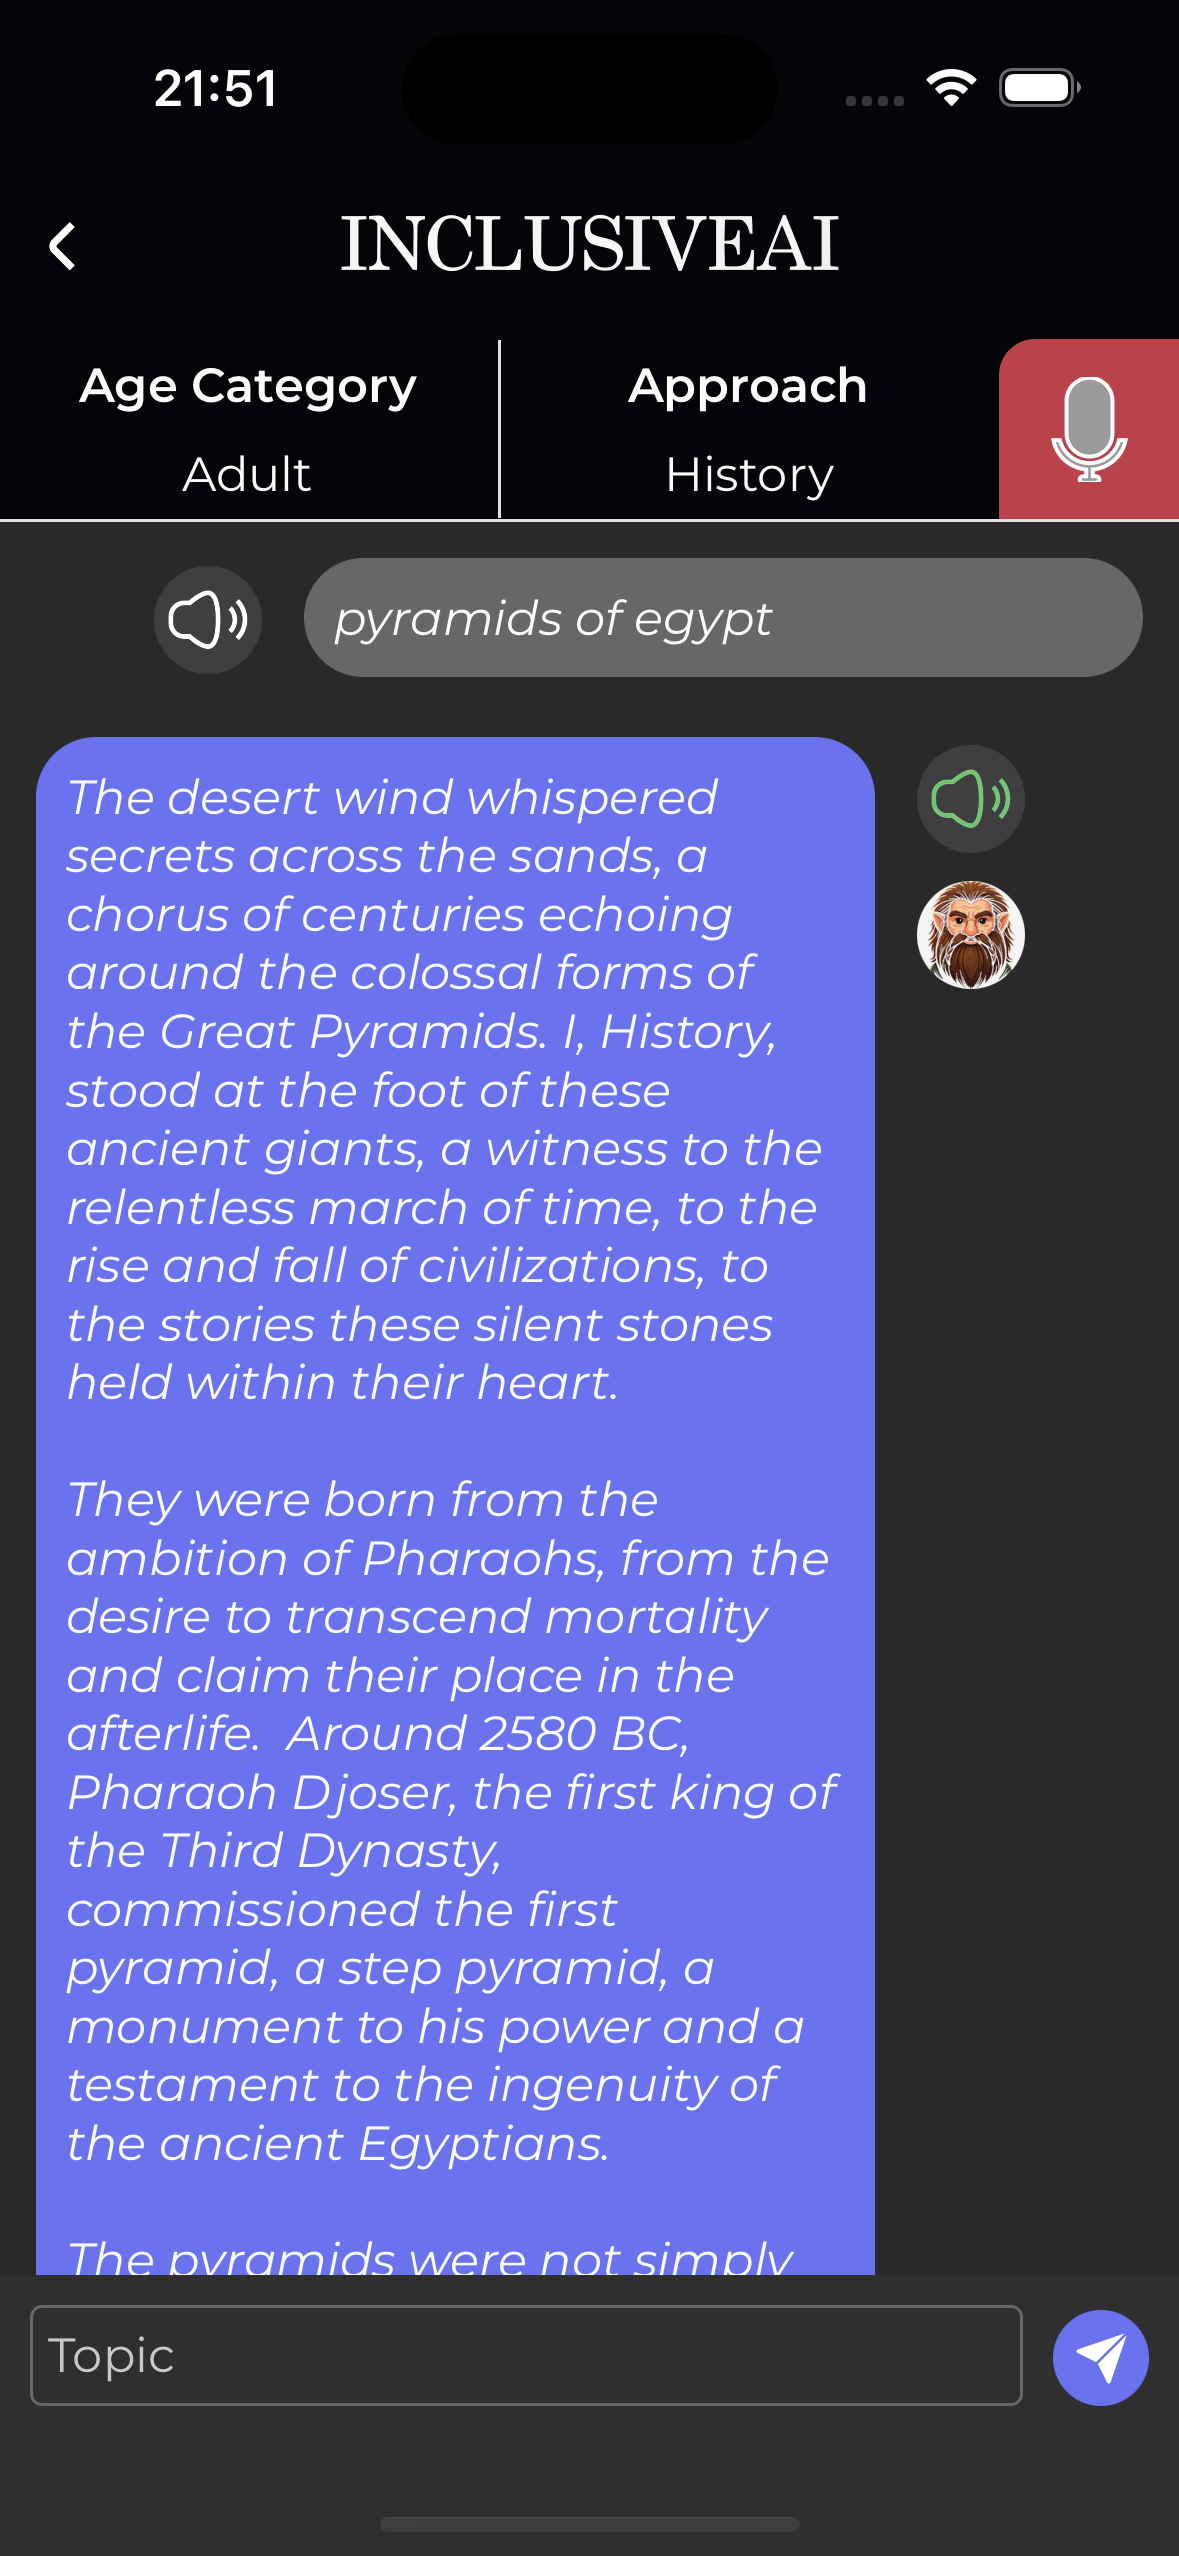 21:51
INCLUSIVEAI
Age Category
Adult
Approach
History
pyramids of egypt
The desert wind whispered
secrets across the sands, a
chorus of centuries echoing
around the colossal forms of
the Great Pyramids. I, History,
stood at the foot of these
ancient giants, a witness to the
relentless march of time, to the
rise and fall of civilizations, to
the stories these silent stones
held within their heart.
They were born from the
ambition of Pharaohs, from the
desire to transcend mortality
and claim their place in the
afterlife.  Around 2580 BC,
Pharaoh Djoser, the first king of
the Third Dynasty,
commissioned the first
pyramid, a step pyramid, a
monument to his power and a
testament to the ingenuity of
the ancient Egyptians.
The pyramids were not simply
Topic